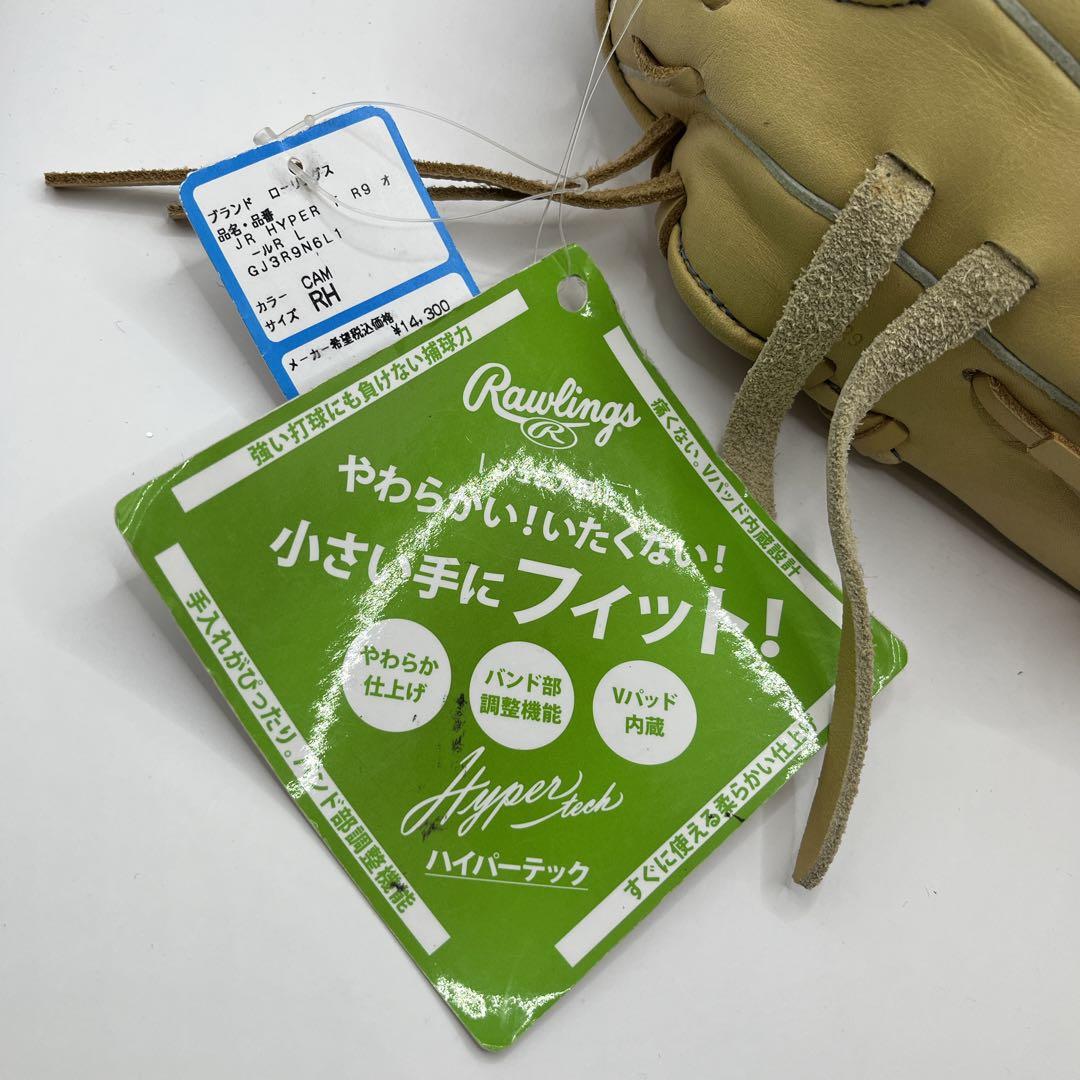 ブランド ローリングス
品名・品番
JR HYPER R9 オ
ールR L
GJ3R9N6L1
カラー CAM
サイズ RH
メーカー希望税込価格
¥14,300
強い打球にも負けない捕球力
痛くない。Vパッド内蔵設計
Rawlings
R
やわらかい!いたくない!
小さい手にフィット!
やわらか
仕上げ
バンド部
調整機能
Vパッド
内蔵
Hyper tech
ハイパーテック
手入れがぴったり。バンド部調整機能
すぐに使える柔らかい仕上げ